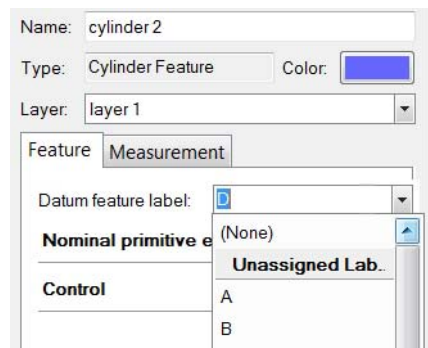 Name: cylinder 2
Type: Cylinder Feature Color:
Layer: layer 1
Feature Measurement
Datum feature label: D
(None)
Nominal primitive e
Unassigned Lab..
Control
A
B